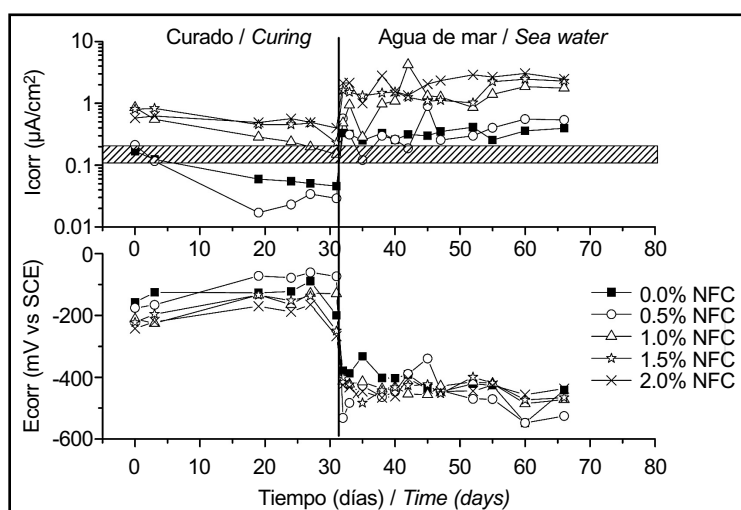 Curado / Curing
Agua de mar / Sea water
10
1
0.1
0.01
Icorr (µA/cm²)
0 10 20 30 40 50 60 70 80
0
-200
-400
-600
Ecorr (mV vs SCE)
0.0% NFC
0.5% NFC
1.0% NFC
1.5% NFC
2.0% NFC
0 10 20 30 40 50 60 70 80
Tiempo (días) / Time (days)